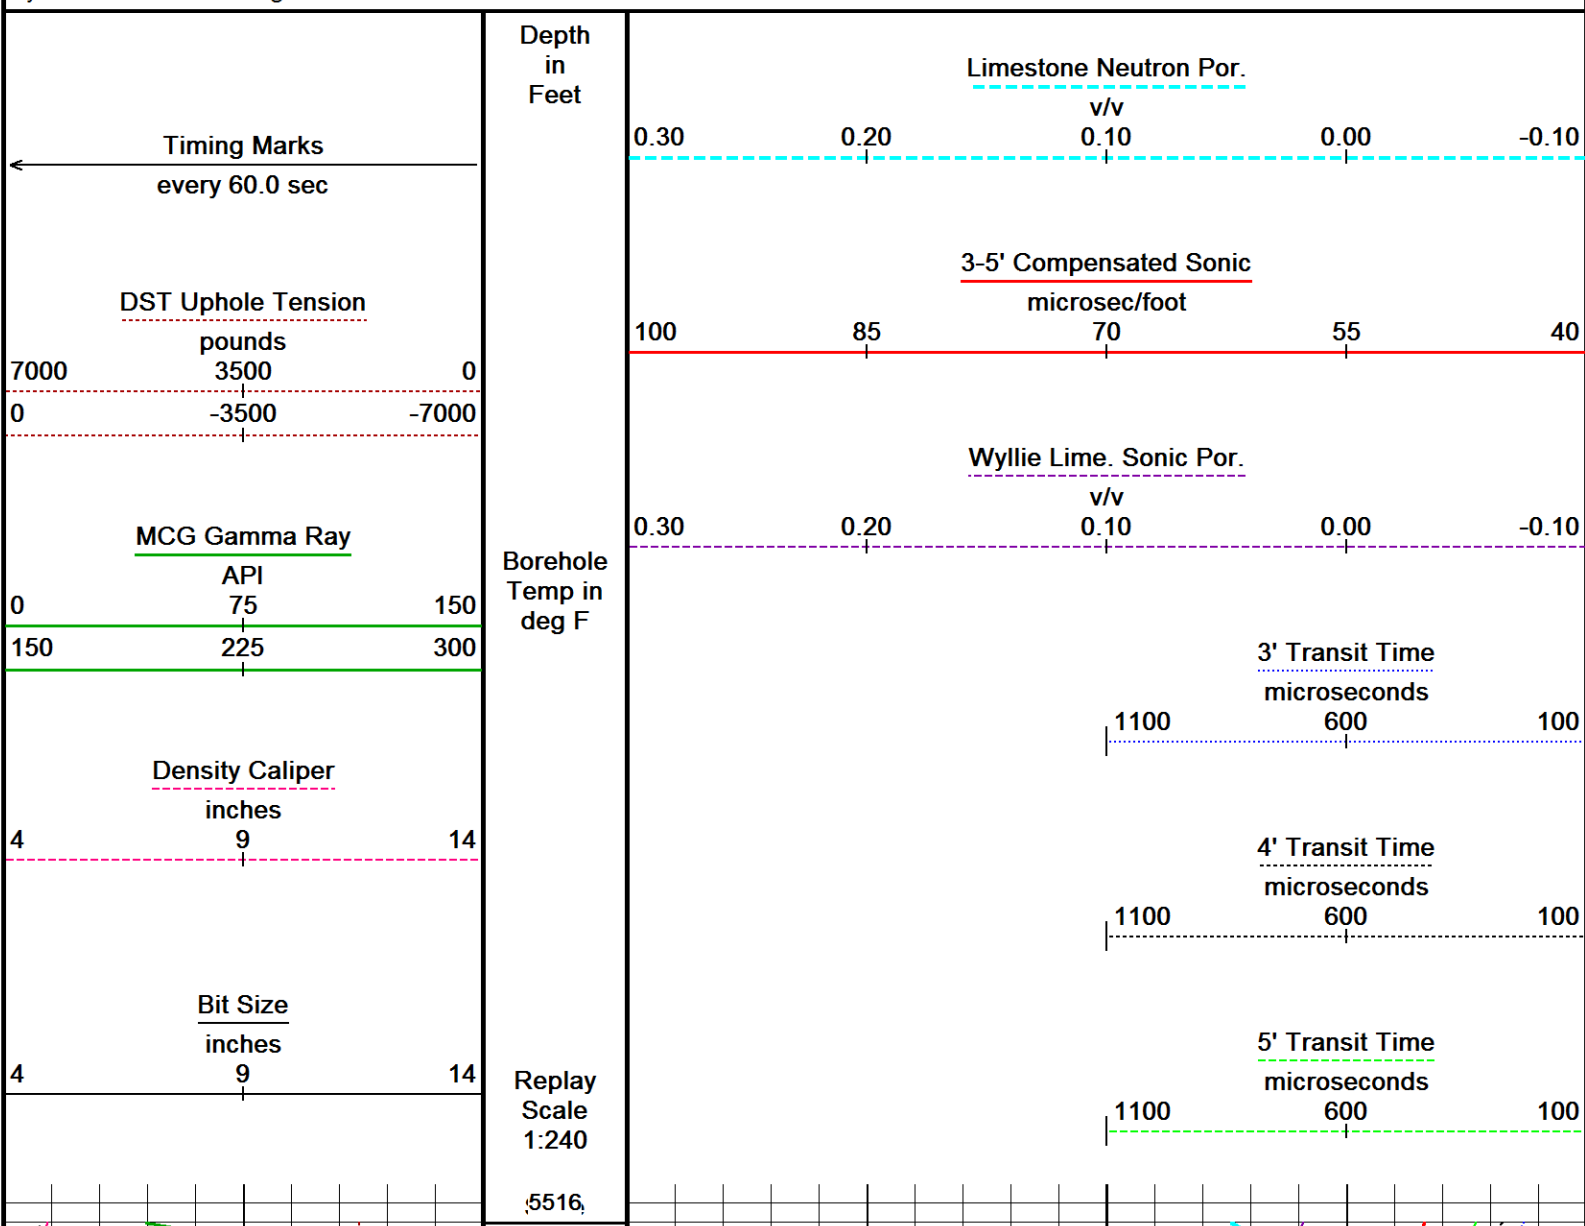 Timing Marks
every 60.0 sec
DST Uphole Tension
pounds
7000 3500 0
0 -3500 -7000
MCG Gamma Ray
API
0 75 150
150 225 300
Density Caliper
inches
4 9 14
Bit Size
inches
4 9 14
Depth
in
Feet
Borehole
Temp in
deg F
Replay
Scale
1:240
5516
Limestone Neutron Por.
v/v
0.30 0.20 0.10 0.00 -0.10
3-5' Compensated Sonic
microsec/foot
100 85 70 55 40
Wyllie Lime. Sonic Por.
v/v
0.30 0.20 0.10 0.00 -0.10
3' Transit Time
microseconds
1100 600 100
4' Transit Time
microseconds
1100 600 100
5' Transit Time
microseconds
1100 600 100